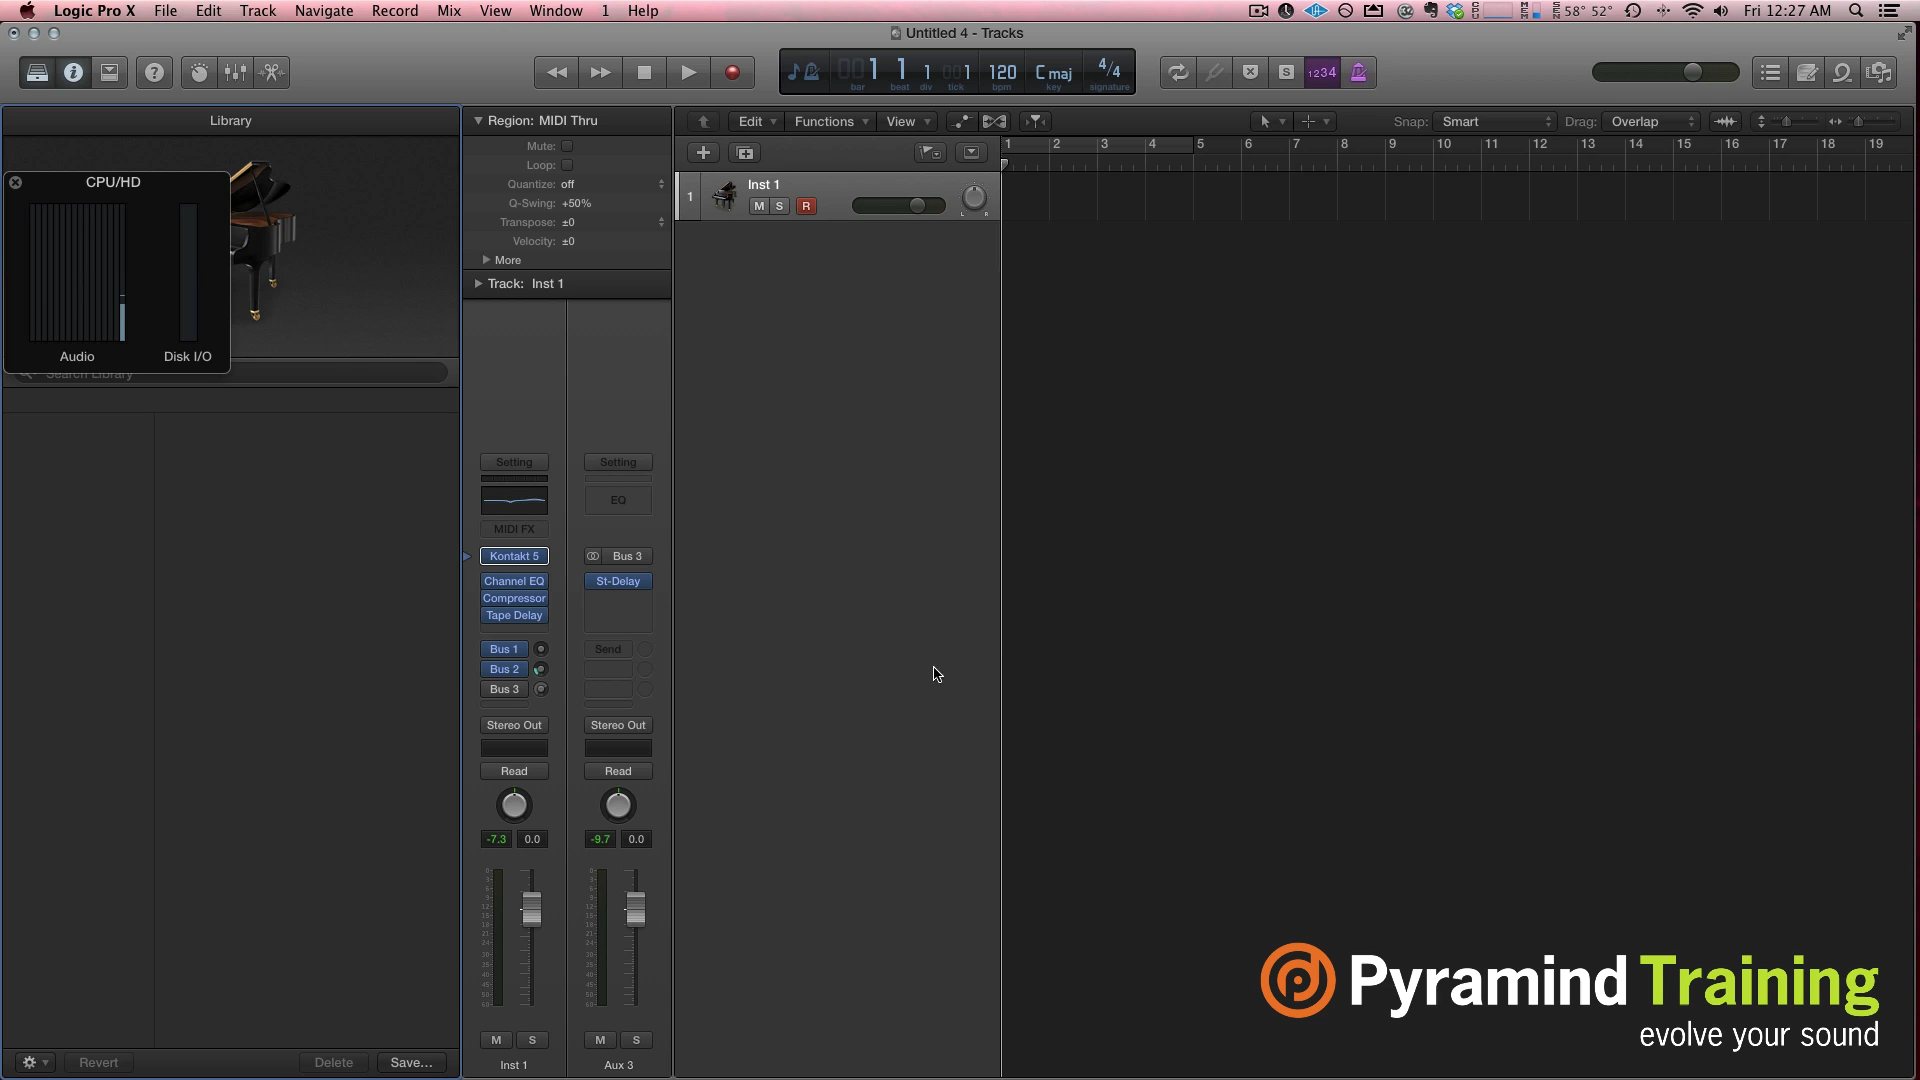 Logic Pro X File Edit Track Navigate Record Mix View Window 1 Help
58° 52° Fri 12:27 AM
Untitled 4 - Tracks
1 1 1 1 120 C maj 4/4
bar beat div tick bpm key signature
S 1234
Library
Region: MIDI Thru
Edit Functions View Snap: Smart Drag: Overlap
Mute:
Loop:
Quantize: off
Q-Swing: +50%
Transpose: ±0
Velocity: ±0
More
Track: Inst 1
1 2 3 4 5 6 7 8 9 10 11 12 13 14 15 16 17 18 19
1 Inst 1
M S R
L R
CPU/HD
Audio Disk I/O
Search Library
Setting Setting
EQ
MIDI FX
Kontakt 5 Bus 3
Channel EQ St-Delay
Compressor
Tape Delay
Bus 1 Send
Bus 2
Bus 3
Stereo Out Stereo Out
Read Read
-7.3 0.0 -9.7 0.0
M S M S
Inst 1 Aux 3
Revert Delete Save...
Pyramind Training
evolve your sound